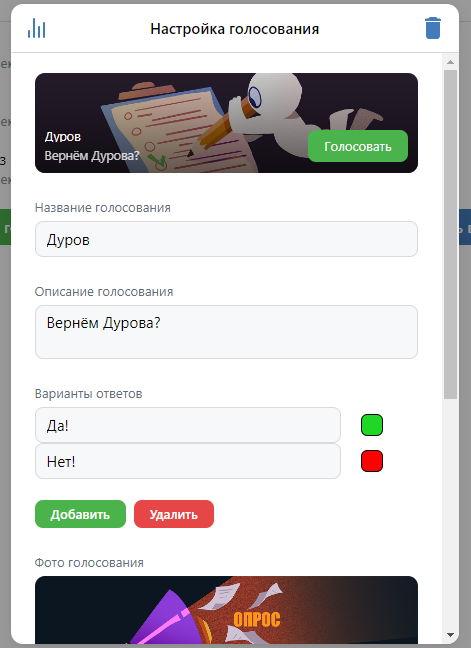 Настройка голосования
Дуров
Вернём Дурова?
Голосовать
Название голосования
Дуров
Описание голосования
Вернём Дурова?
Варианты ответов
Да!
Нет!
Добавить
Удалить
Фото голосования
ОПРОС